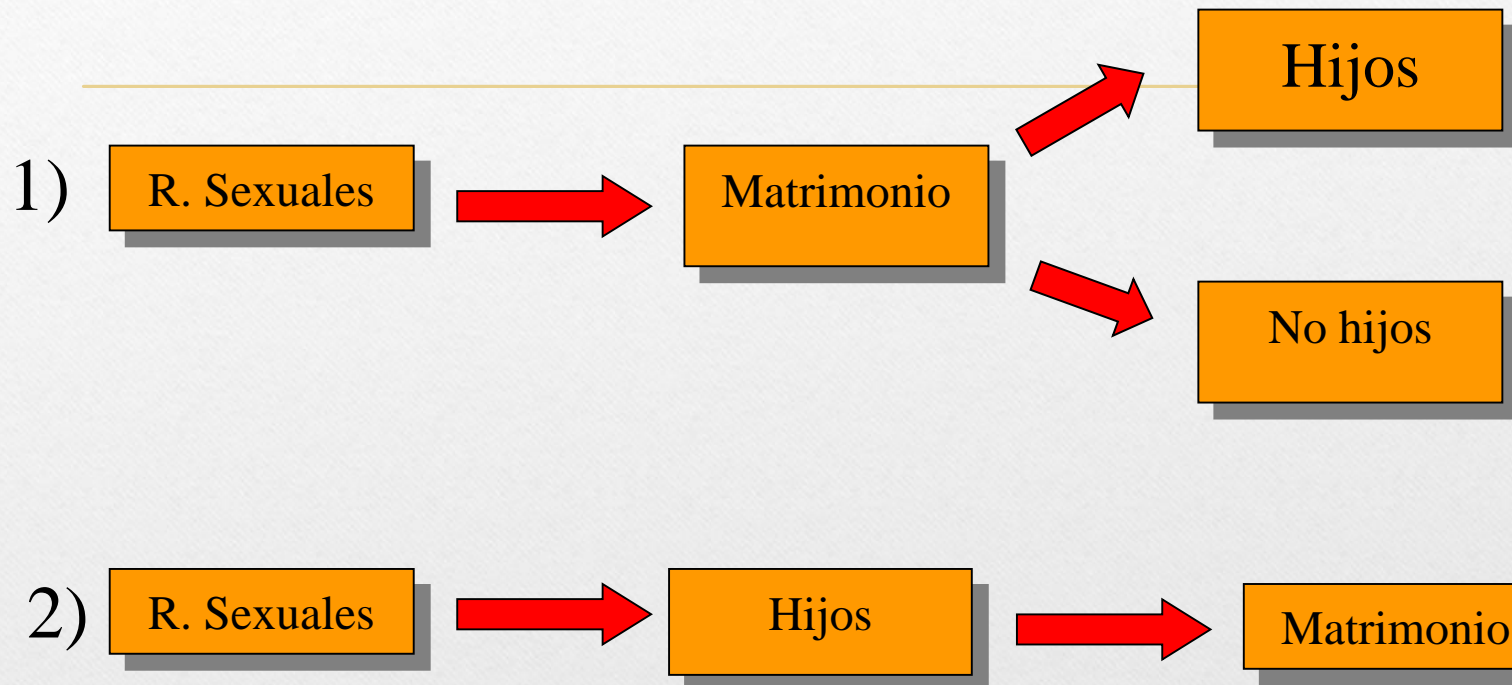 Hijos
1)
R. Sexuales
Matrimonio
No hijos
2)
R. Sexuales
Hijos
Matrimonio